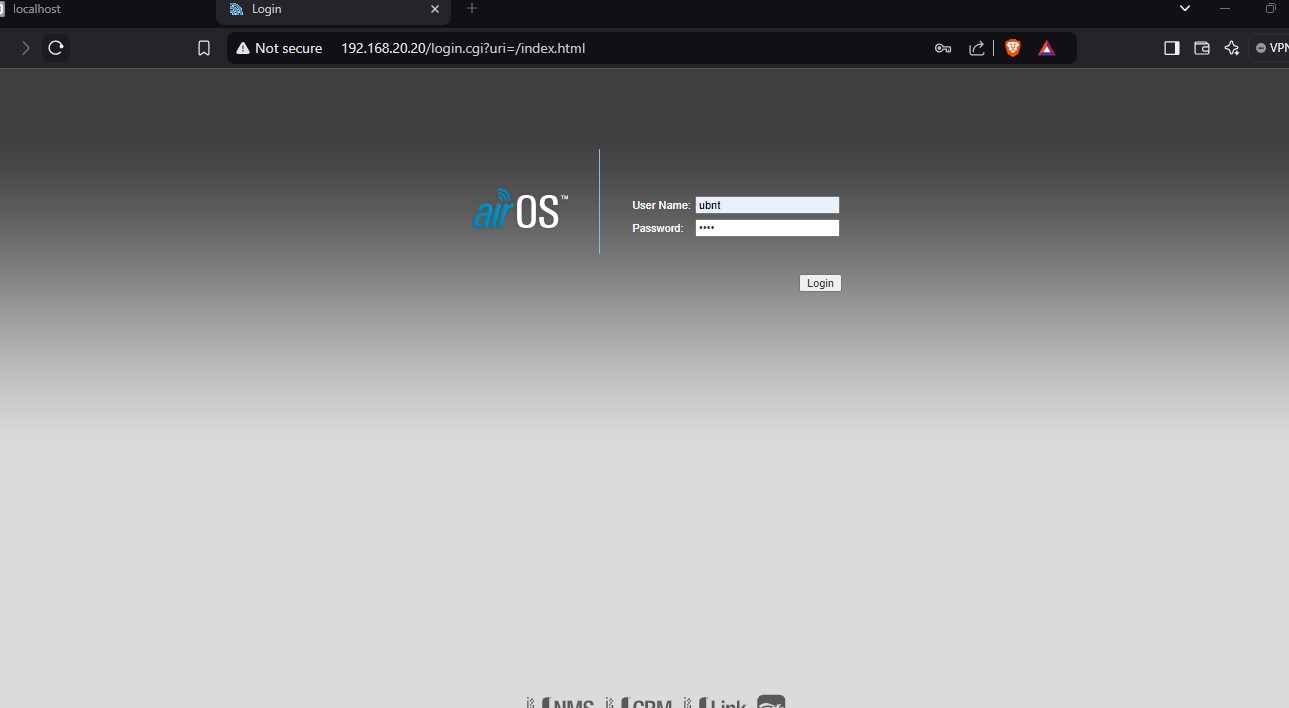 localhost
Login
Not secure 192.168.20.20/login.cgi?uri=/index.html
VPN
airOS™
User Name: ubnt
Password: ••••
Login
NMS CRM Link